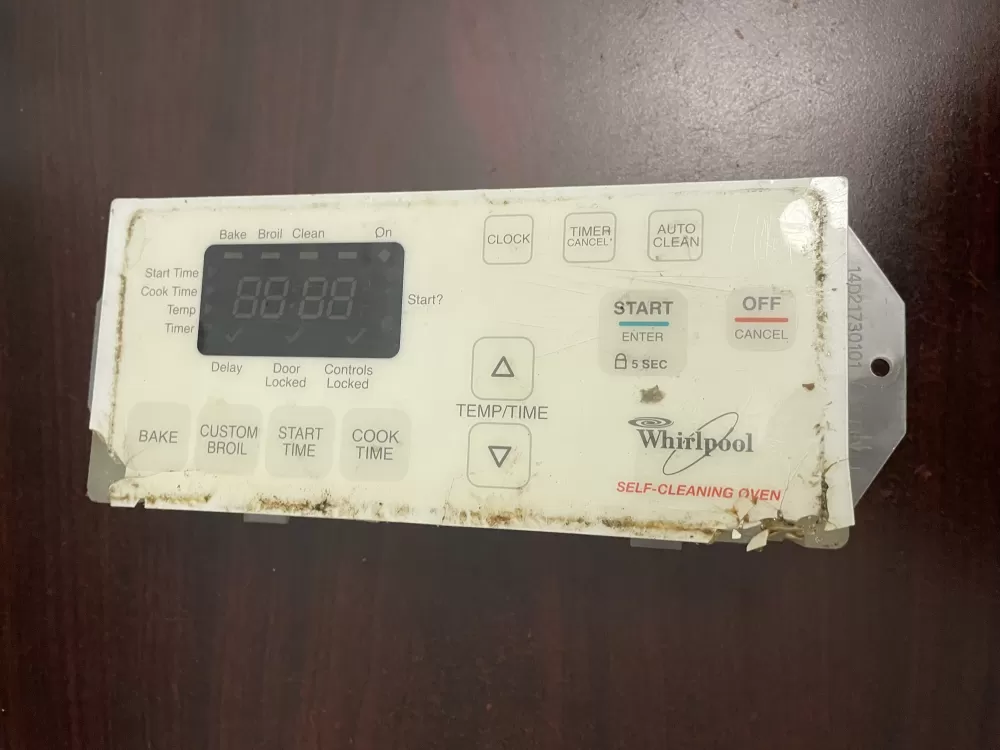 Bake Broil Clean On
Start Time
Cook Time
Temp
Timer
88:88
Start?
Delay
Door
Locked
Controls
Locked
CLOCK
TIMER
CANCEL*
AUTO
CLEAN
START
ENTER
5 SEC
OFF
CANCEL
TEMP/TIME
BAKE
CUSTOM
BROIL
START
TIME
COOK
TIME
Whirlpool
SELF-CLEANING OVEN
14D21730101